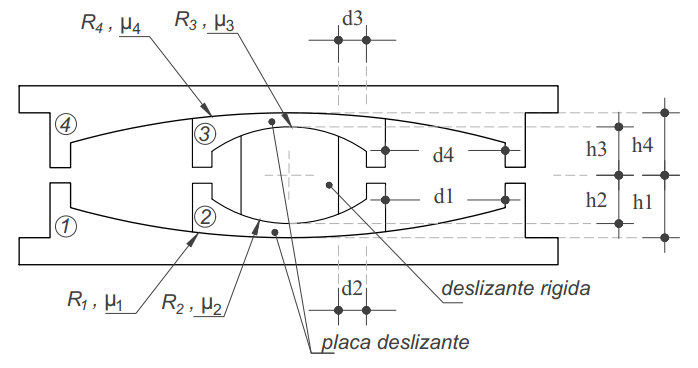 d3
R4 , μ4
R3 , μ3
4
3
h3
h4
d4
d1
h2
h1
2
1
R1 , μ1
R2 , μ2
d2
deslizante rigida
placa deslizante